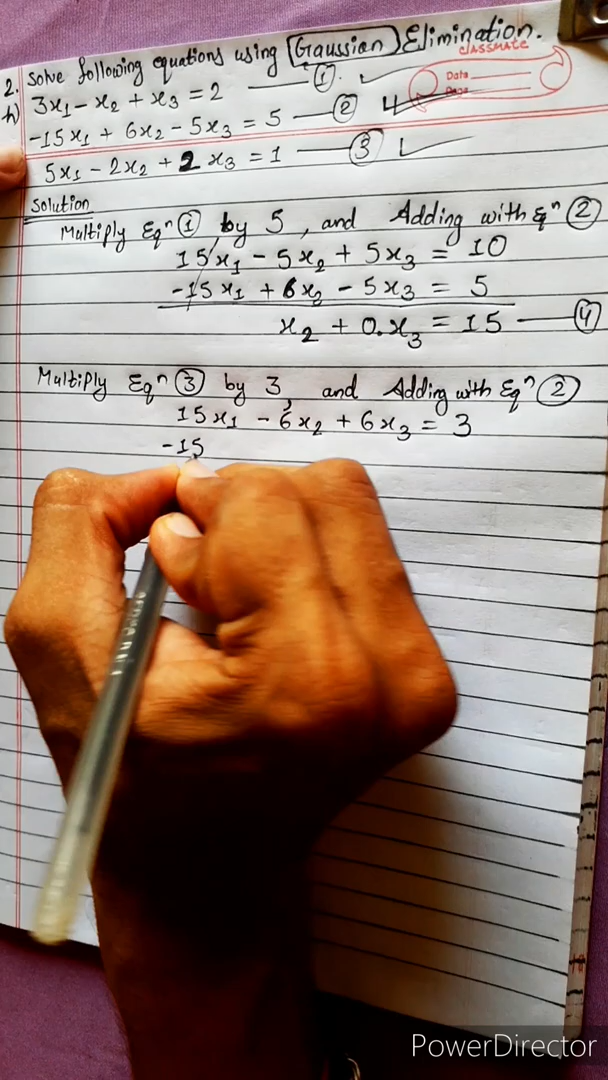 2. Solve following equations using Gaussian Elimination.
classmate
Date
Page
h) 3x₁ - x₂ + x₃ = 2 —— ①
-15x₁ + 6x₂ - 5x₃ = 5 —— ②
5x₁ - 2x₂ + 2x₃ = 1 —— ③
Solution
Multiply Eqⁿ ① by 5, and Adding with Eqⁿ ②
15x₁ - 5x₂ + 5x₃ = 10
-15x₁ + 6x₂ - 5x₃ = 5
x₂ + 0.x₃ = 15 —— ④
Multiply Eqⁿ ③ by 3, and Adding with Eqⁿ ②
15x₁ - 6x₂ + 6x₃ = 3
-15
PowerDirector